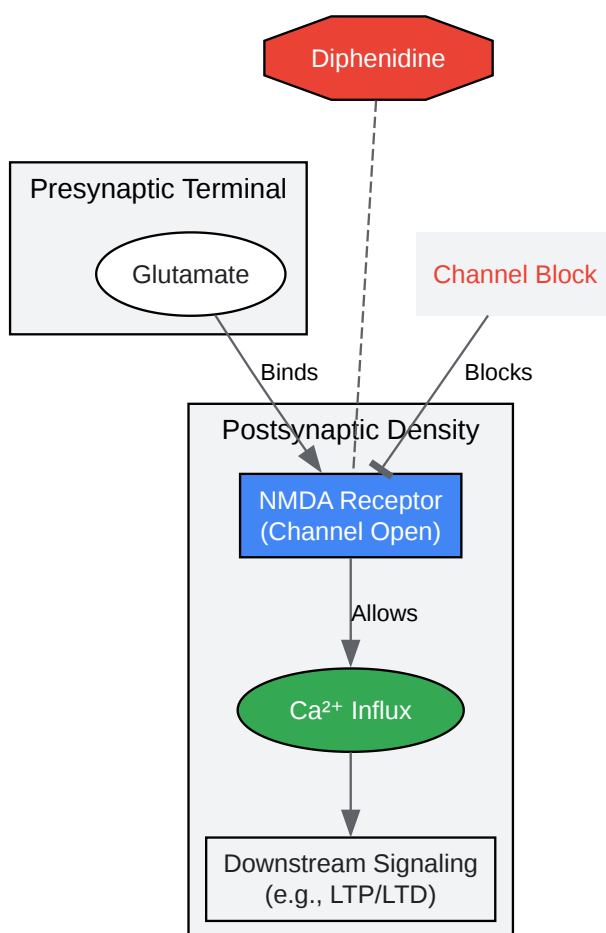 Diphenidine
Presynaptic Terminal
Glutamate
Channel Block
Binds
Blocks
Postsynaptic Density
NMDA Receptor
(Channel Open)
Allows
Ca²⁺ Influx
Downstream Signaling
(e.g., LTP/LTD)